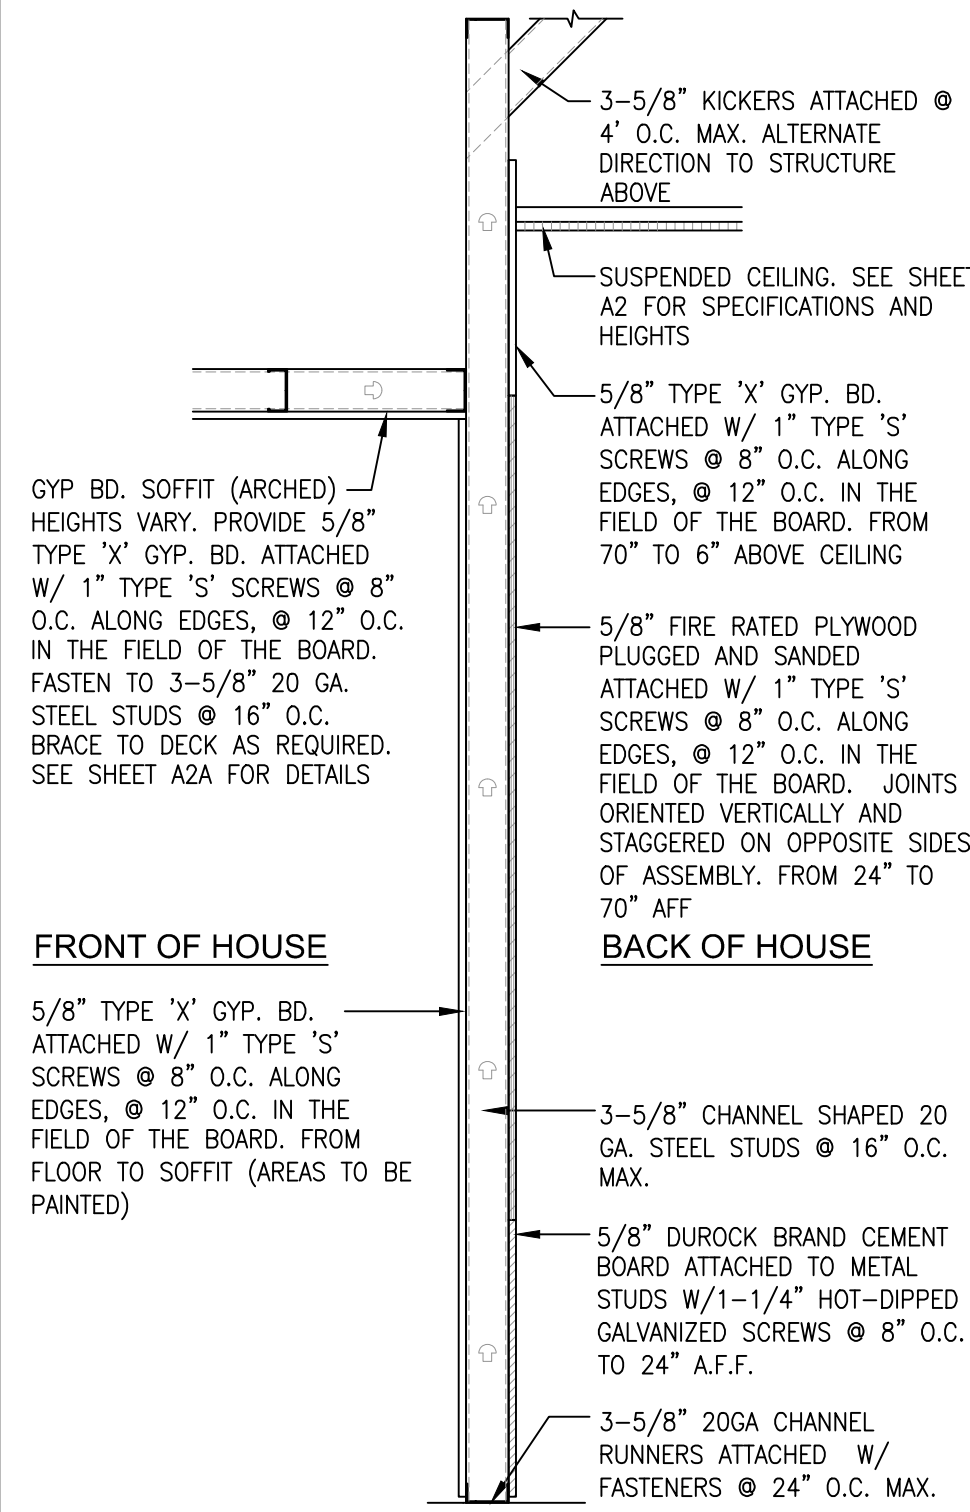 3-5/8" KICKERS ATTACHED @
4' O.C. MAX. ALTERNATE
DIRECTION TO STRUCTURE
ABOVE
SUSPENDED CEILING. SEE SHEET
A2 FOR SPECIFICATIONS AND
HEIGHTS
5/8" TYPE 'X' GYP. BD.
ATTACHED W/ 1" TYPE 'S'
SCREWS @ 8" O.C. ALONG
EDGES, @ 12" O.C. IN THE
FIELD OF THE BOARD. FROM
70" TO 6" ABOVE CEILING
GYP BD. SOFFIT (ARCHED)
HEIGHTS VARY. PROVIDE 5/8"
TYPE 'X' GYP. BD. ATTACHED
W/ 1" TYPE 'S' SCREWS @ 8"
O.C. ALONG EDGES, @ 12" O.C.
IN THE FIELD OF THE BOARD.
FASTEN TO 3-5/8" 20 GA.
STEEL STUDS @ 16" O.C.
BRACE TO DECK AS REQUIRED.
SEE SHEET A2A FOR DETAILS
5/8" FIRE RATED PLYWOOD
PLUGGED AND SANDED
ATTACHED W/ 1" TYPE 'S'
SCREWS @ 8" O.C. ALONG
EDGES, @ 12" O.C. IN THE
FIELD OF THE BOARD. JOINTS
ORIENTED VERTICALLY AND
STAGGERED ON OPPOSITE SIDES
OF ASSEMBLY. FROM 24" TO
70" AFF
FRONT OF HOUSE
BACK OF HOUSE
5/8" TYPE 'X' GYP. BD.
ATTACHED W/ 1" TYPE 'S'
SCREWS @ 8" O.C. ALONG
EDGES, @ 12" O.C. IN THE
FIELD OF THE BOARD. FROM
FLOOR TO SOFFIT (AREAS TO BE
PAINTED)
3-5/8" CHANNEL SHAPED 20
GA. STEEL STUDS @ 16" O.C.
MAX.
5/8" DUROCK BRAND CEMENT
BOARD ATTACHED TO METAL
STUDS W/1-1/4" HOT-DIPPED
GALVANIZED SCREWS @ 8" O.C.
TO 24" A.F.F.
3-5/8" 20GA CHANNEL
RUNNERS ATTACHED W/
FASTENERS @ 24" O.C. MAX.